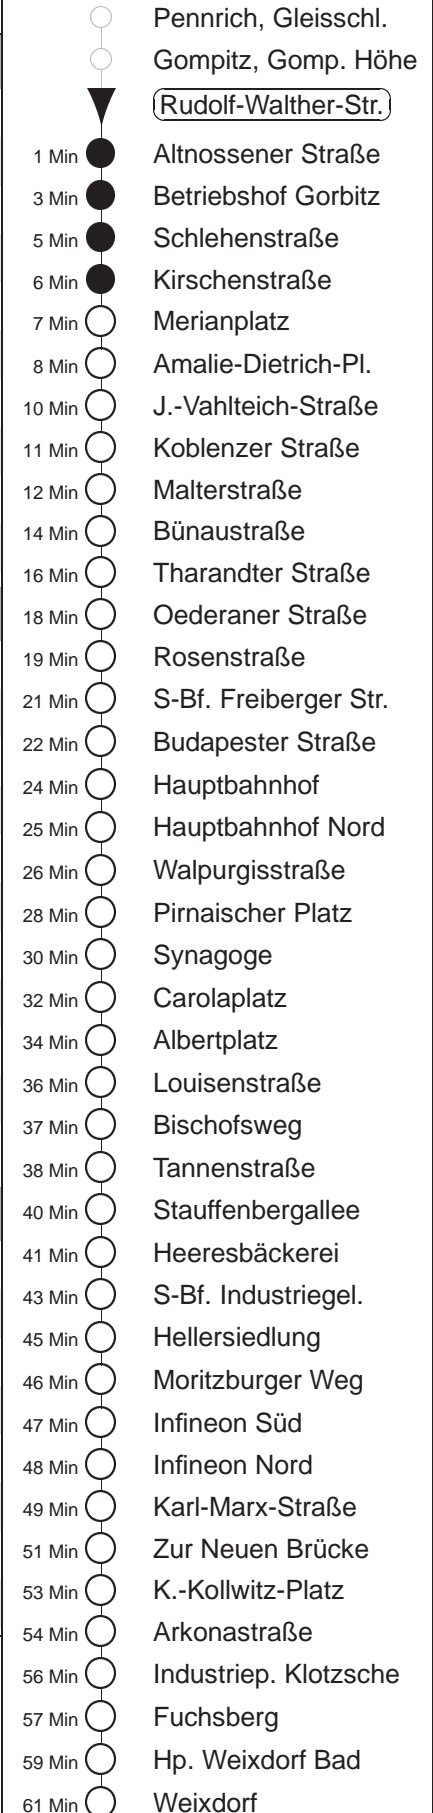 Pennrich, Gleisschl.
Gompitz, Gomp. Höhe
Rudolf-Walther-Str.
1 Min Altnossener Straße
3 Min Betriebshof Gorbitz
5 Min Schlehenstraße
6 Min Kirschenstraße
7 Min Merianplatz
8 Min Amalie-Dietrich-Pl.
10 Min J.-Vahlteich-Straße
11 Min Koblenzer Straße
12 Min Malterstraße
14 Min Bünaustraße
16 Min Tharandter Straße
18 Min Oederaner Straße
19 Min Rosenstraße
21 Min S-Bf. Freiberger Str.
22 Min Budapester Straße
24 Min Hauptbahnhof
25 Min Hauptbahnhof Nord
26 Min Walpurgisstraße
28 Min Pirnaischer Platz
30 Min Synagoge
32 Min Carolaplatz
34 Min Albertplatz
36 Min Louisenstraße
37 Min Bischofsweg
38 Min Tannenstraße
40 Min Stauffenbergallee
41 Min Heeresbäckerei
43 Min S-Bf. Industriegel.
45 Min Hellersiedlung
46 Min Moritzburger Weg
47 Min Infineon Süd
48 Min Infineon Nord
49 Min Karl-Marx-Straße
51 Min Zur Neuen Brücke
53 Min K.-Kollwitz-Platz
54 Min Arkonastraße
56 Min Industriep. Klotzsche
57 Min Fuchsberg
59 Min Hp. Weixdorf Bad
61 Min Weixdorf